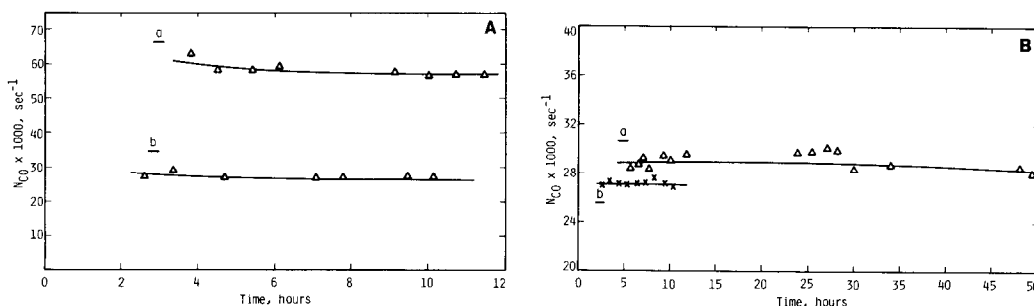 A
a
b
N_CO x 1000, sec⁻¹
70
60
50
40
30
20
10
0
0 2 4 6 8 10 12
Time, hours
B
a
b
N_CO x 1000, sec⁻¹
40
36
32
28
24
20
0 5 10 15 20 25 30 35 40 45 50
Time, hours